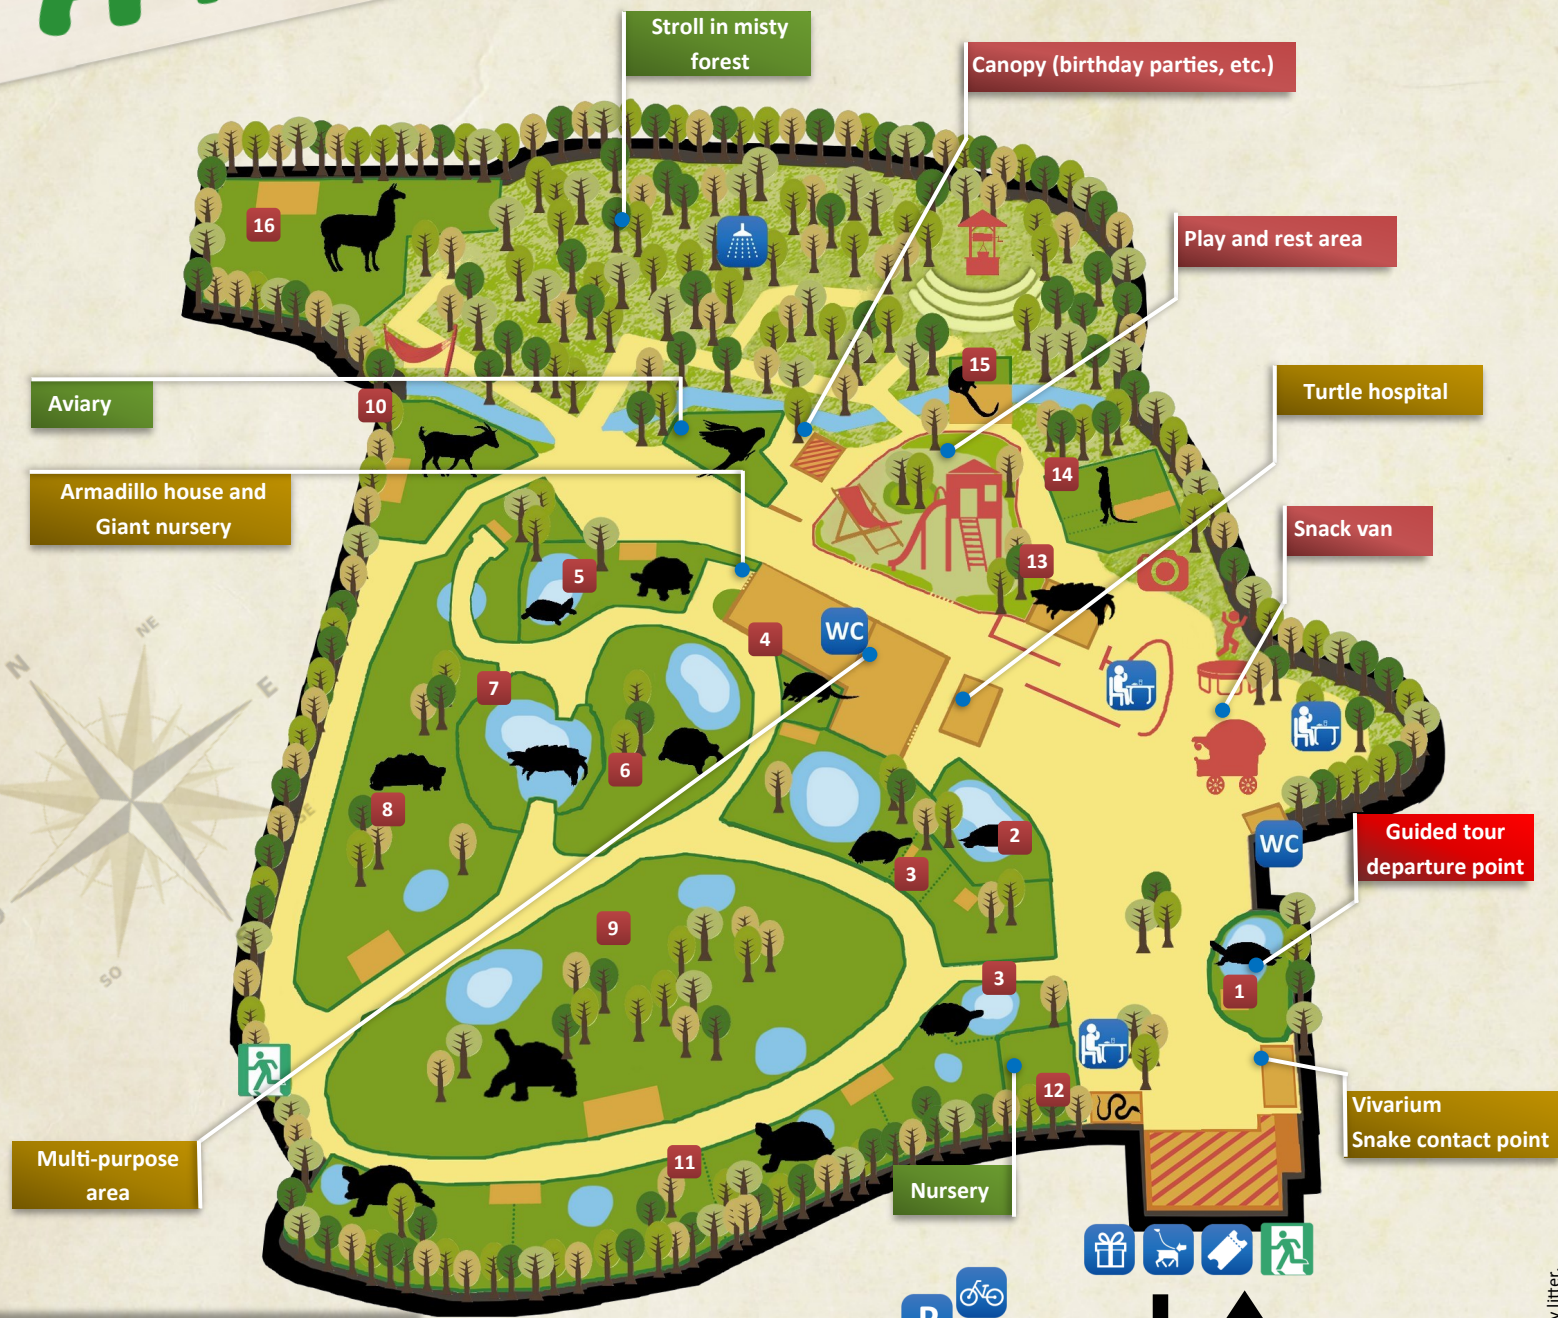 Stroll in misty
forest
Canopy (birthday parties, etc.)
Play and rest area
16
15
Turtle hospital
Aviary
10
14
Armadillo house and
Giant nursery
Snack van
5
13
NE
N
E
4
WC
7
6
8
SE
2
WC
Guided tour
departure point
3
9
SO
3
1
12
Vivarium
Snake contact point
Multi-purpose
area
11
Nursery
P
y litter.